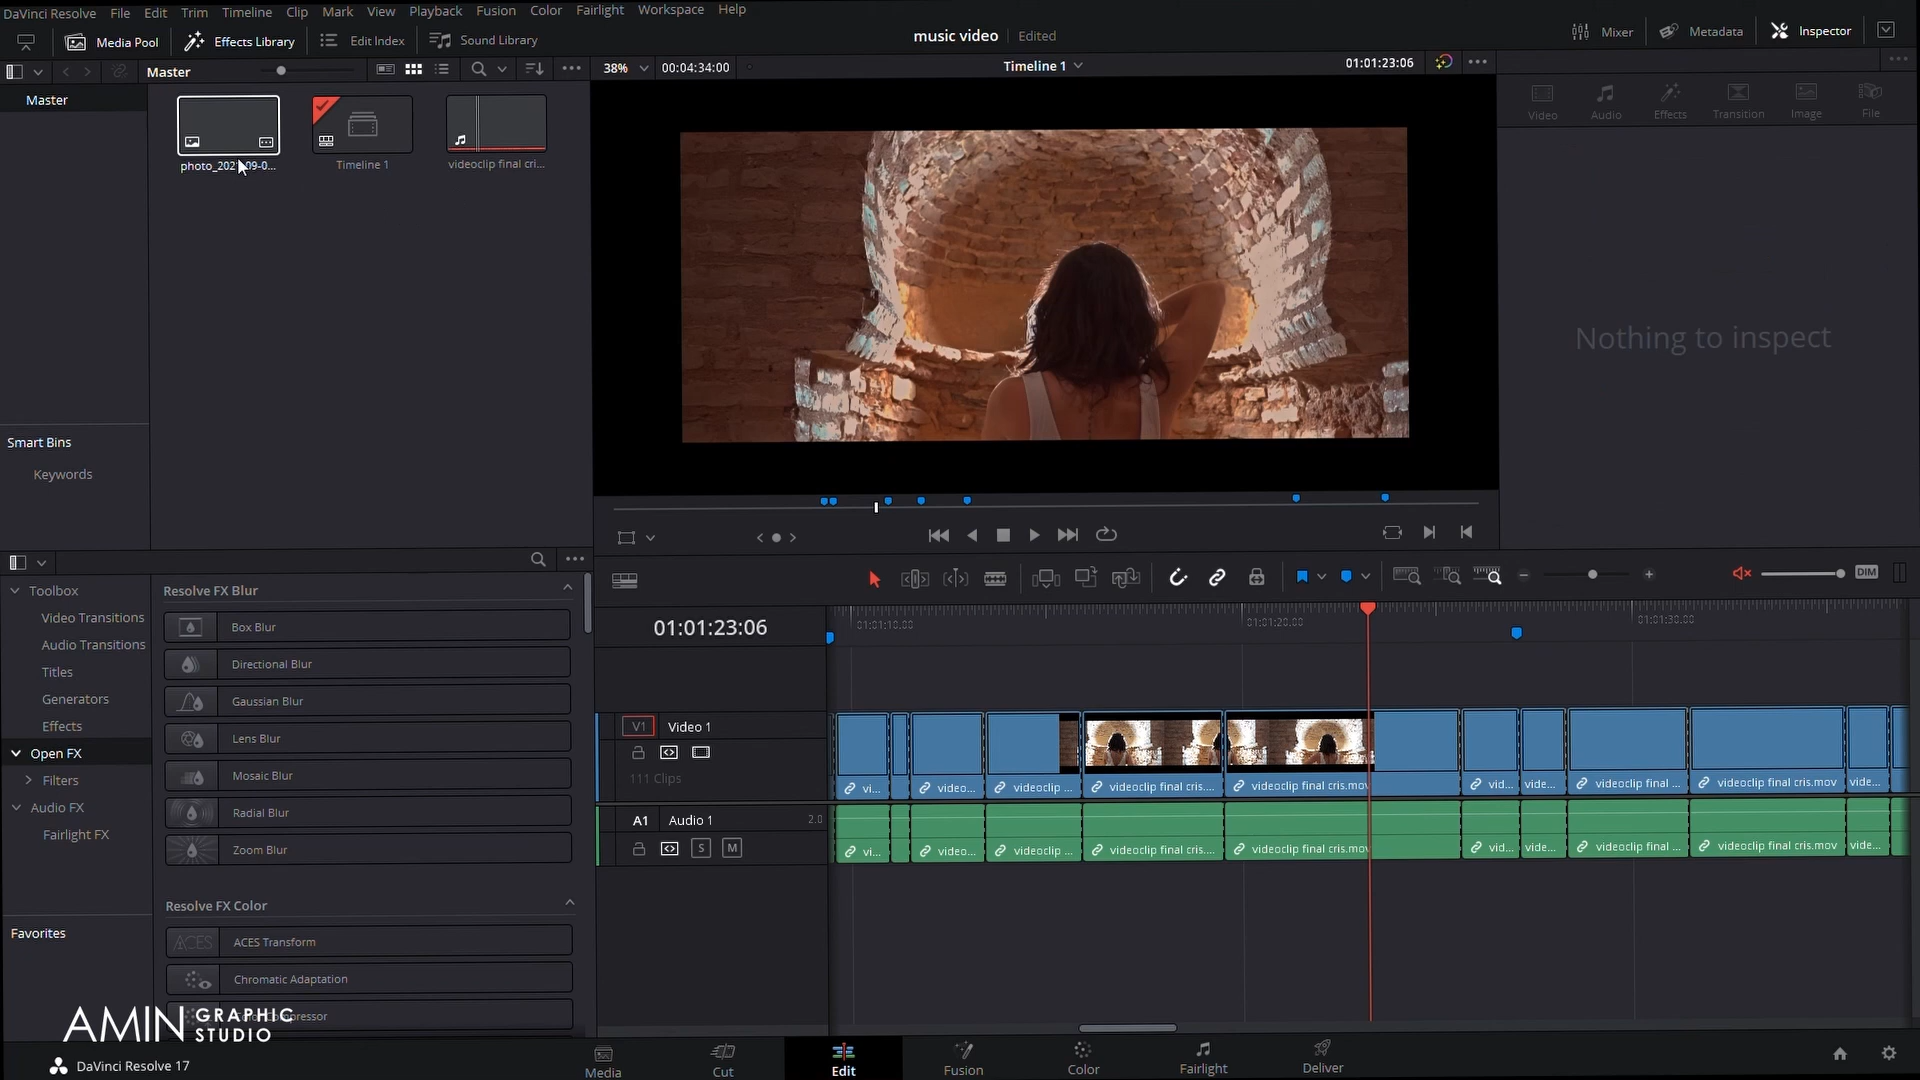 DaVinci Resolve File Edit Trim Timeline Clip Mark View Playback Fusion Color Fairlight Workspace Help
Media Pool Effects Library Edit Index Sound Library
music video Edited
Mixer Metadata Inspector
Master
38% 00:04:34:00 Timeline 1 01:01:23:06
Master
photo_202 09-0... Timeline 1 videoclip final cri...
Video Audio Effects Transition Image File
Nothing to inspect
Smart Bins
Keywords
Toolbox
Video Transitions
Audio Transitions
Titles
Generators
Effects
Open FX
Filters
Audio FX
Fairlight FX
Favorites
Resolve FX Blur
Box Blur
Directional Blur
Gaussian Blur
Lens Blur
Mosaic Blur
Radial Blur
Zoom Blur
Resolve FX Color
ACES ACES Transform
Chromatic Adaptation
DIM
01:01:23:06
01:01:10:00 01:01:20:00 01:01:30:00
V1 Video 1
111 Clips
vi... video... videoclip ... videoclip final cris.... videoclip final cris.mov vid... vide... videoclip final ... videoclip final cris.mov vide...
A1 Audio 1 2.0
S M
vi... video... videoclip ... videoclip final cris.... videoclip final cris.mov vid... vide... videoclip final ... videoclip final cris.mov vide...
AMIN GRAPHIC
STUDIO
DaVinci Resolve 17
Media Cut Edit Fusion Color Fairlight Deliver